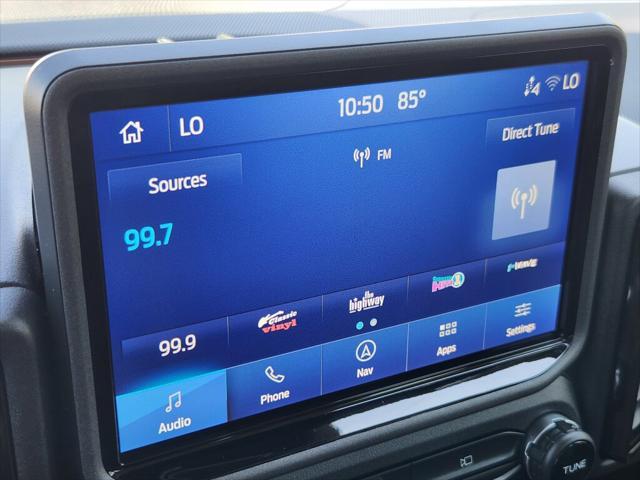 LO
10:50 85°
4
LO
Sources
FM
Direct Tune
99.7
99.9
Classic
vinyl
the
highway
Audio
Phone
Nav
Apps
Settings
TUNE